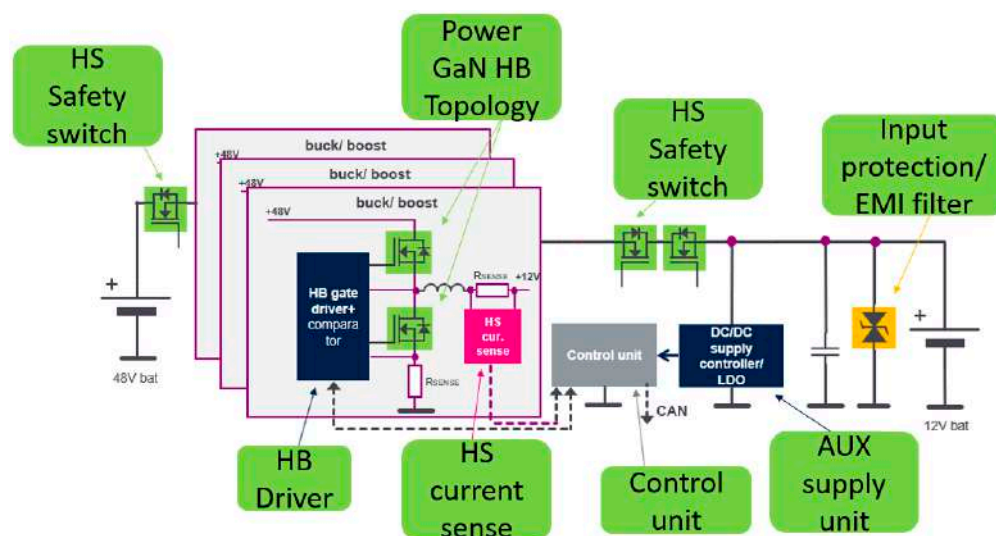 HS
Safety
switch
Power
GaN HB
Topology
HS
Safety
switch
Input
protection/
EMI filter
buck/ boost
+48V
buck/ boost
+48V
buck/ boost
+48V
RSENSE
+12V
HB gate
driver+
compara
tor
HS
cur.
sense
RSENSE
Control unit
DC/DC
supply
controller/
LDO
CAN
+
48V bat
+
12V bat
HB
Driver
HS
current
sense
Control
unit
AUX
supply
unit